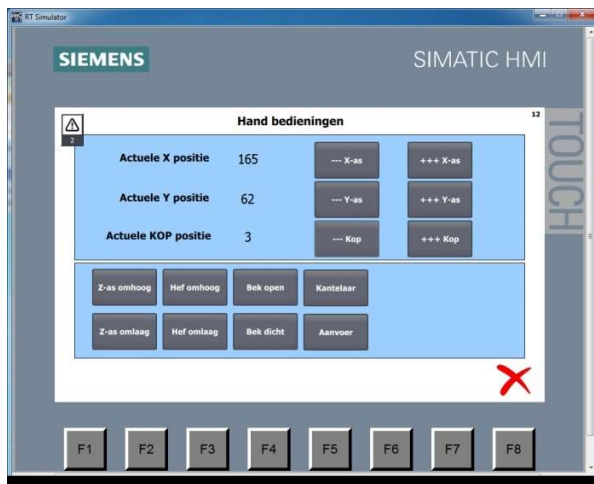 RT Simulator
SIEMENS
SIMATIC HMI
TOUCH
2
Hand bedieningen
12
Actuele X positie 165 --- X-as +++ X-as
Actuele Y positie 62 --- Y-as +++ Y-as
Actuele KOP positie 3 --- Kop +++ Kop
Z-as omhoog Hef omhoog Bek open Kantelaar
Z-as omlaag Hef omlaag Bek dicht Aanvoer
F1 F2 F3 F4 F5 F6 F7 F8